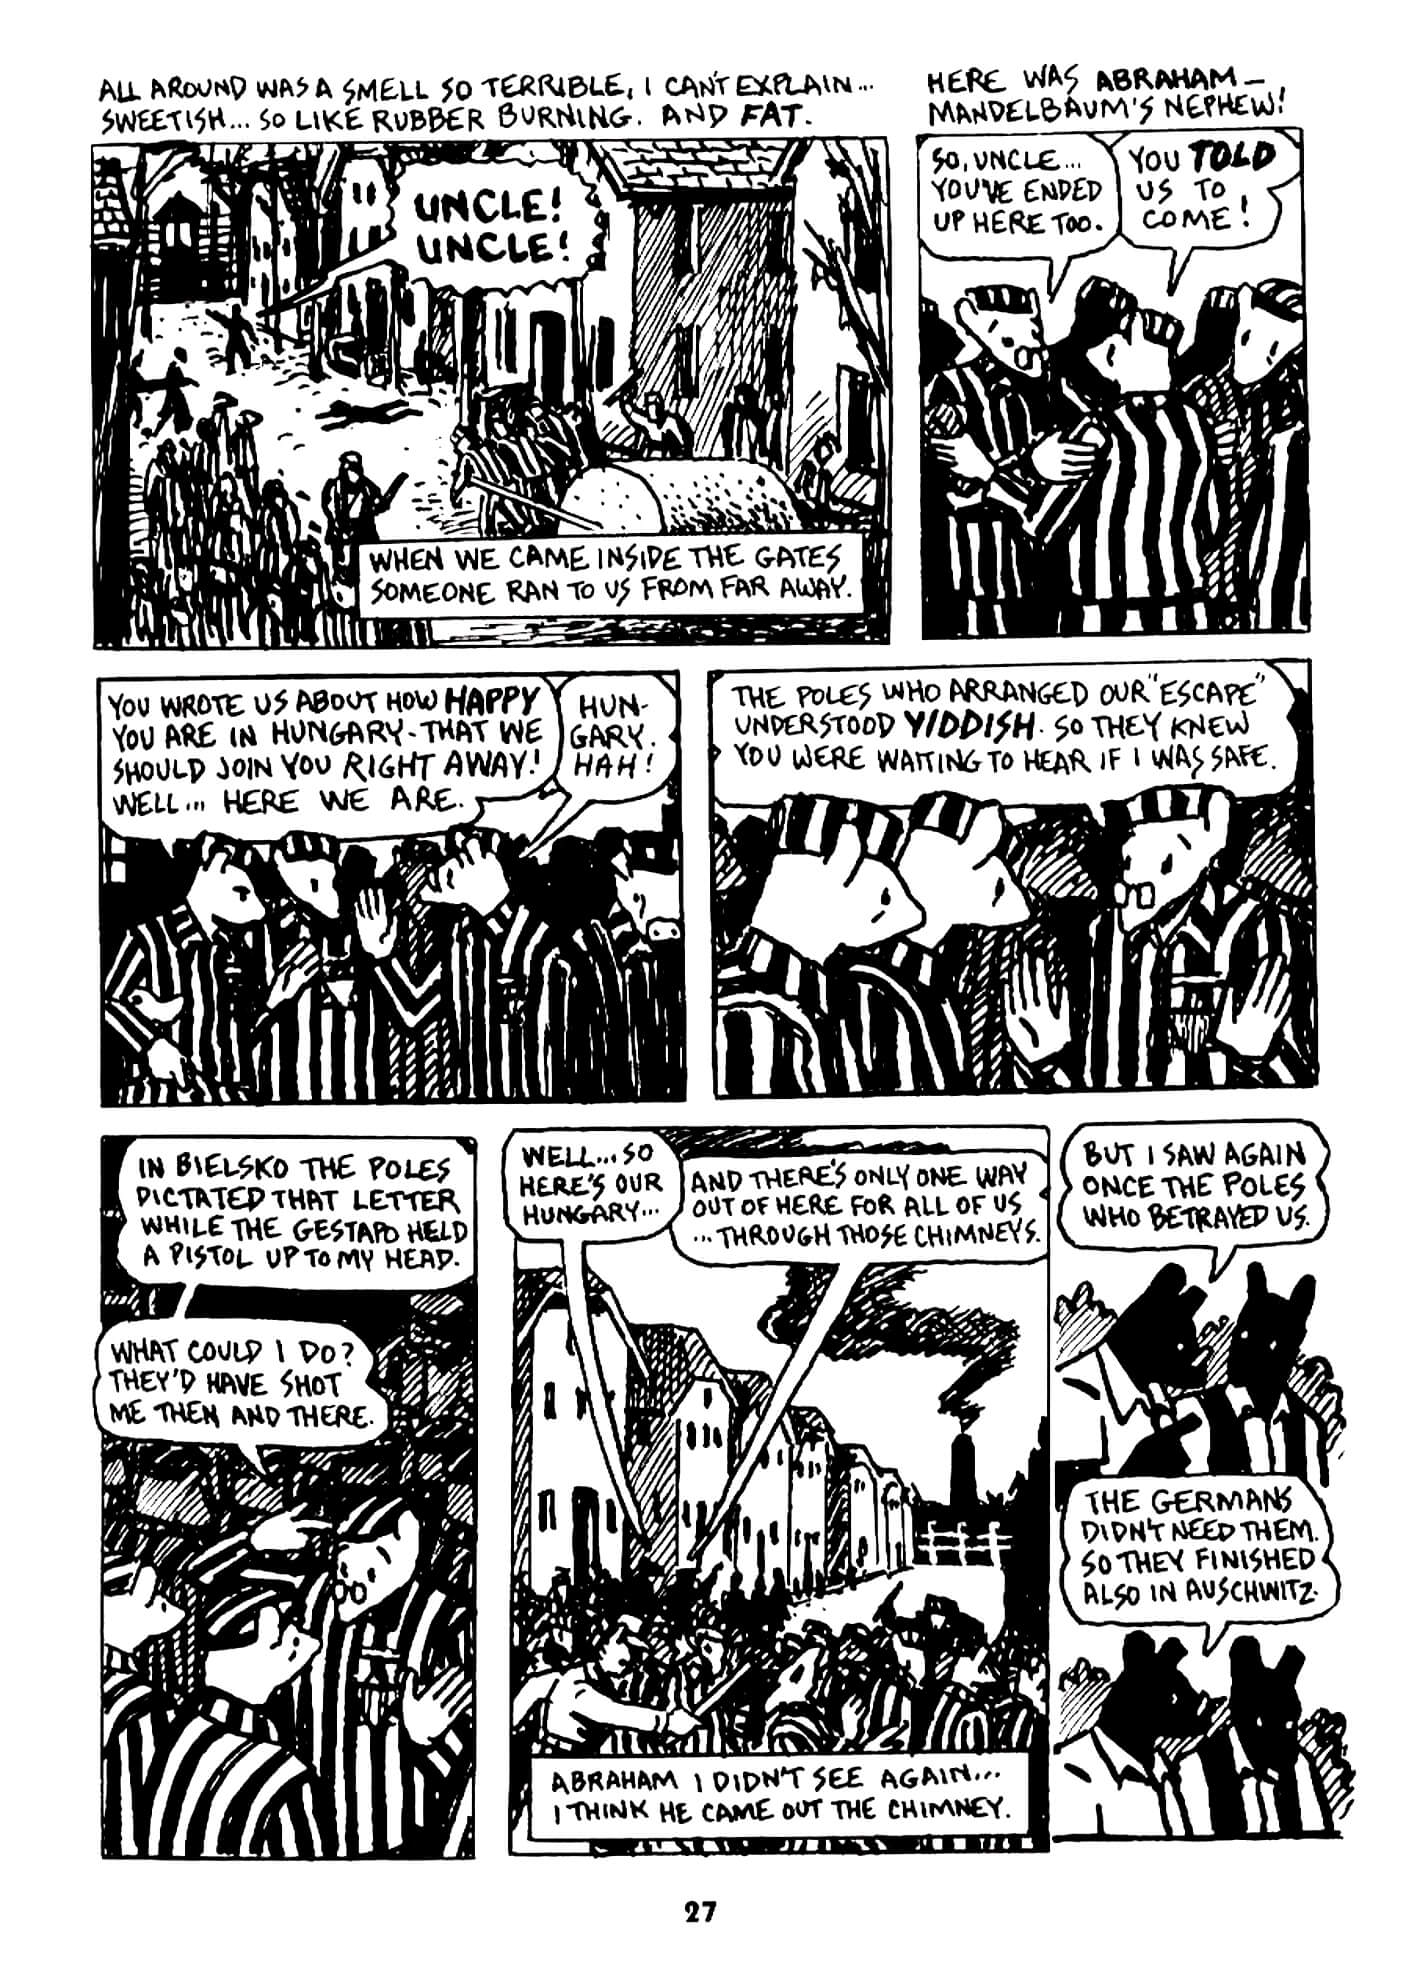 ALL AROUND WAS A SMELL SO TERRIBLE, I CAN'T EXPLAIN...
SWEETISH... SO LIKE RUBBER BURNING. AND FAT.
UNCLE!
UNCLE!
WHEN WE CAME INSIDE THE GATES
SOMEONE RAN TO US FROM FAR AWAY.
HERE WAS ABRAHAM—
MANDELBAUM'S NEPHEW!
SO, UNCLE...
YOU'VE ENDED
UP HERE TOO.
YOU TOLD
US TO
COME!
YOU WROTE US ABOUT HOW HAPPY
YOU ARE IN HUNGARY-THAT WE
SHOULD JOIN YOU RIGHT AWAY!
WELL... HERE WE ARE.
HUN-
GARY.
HAH!
THE POLES WHO ARRANGED OUR "ESCAPE"
UNDERSTOOD YIDDISH. SO THEY KNEW
YOU WERE WAITING TO HEAR IF I WAS SAFE.
IN BIELSKO THE POLES
DICTATED THAT LETTER
WHILE THE GESTAPO HELD
A PISTOL UP TO MY HEAD.
WHAT COULD I DO?
THEY'D HAVE SHOT
ME THEN AND THERE.
WELL... SO
HERE'S OUR
HUNGARY...
AND THERE'S ONLY ONE WAY
OUT OF HERE FOR ALL OF US
... THROUGH THOSE CHIMNEYS.
ABRAHAM I DIDN'T SEE AGAIN...
I THINK HE CAME OUT THE CHIMNEY.
BUT I SAW AGAIN
ONCE THE POLES
WHO BETRAYED US.
THE GERMANS
DIDN'T NEED THEM.
SO THEY FINISHED
ALSO IN AUSCHWITZ.
27